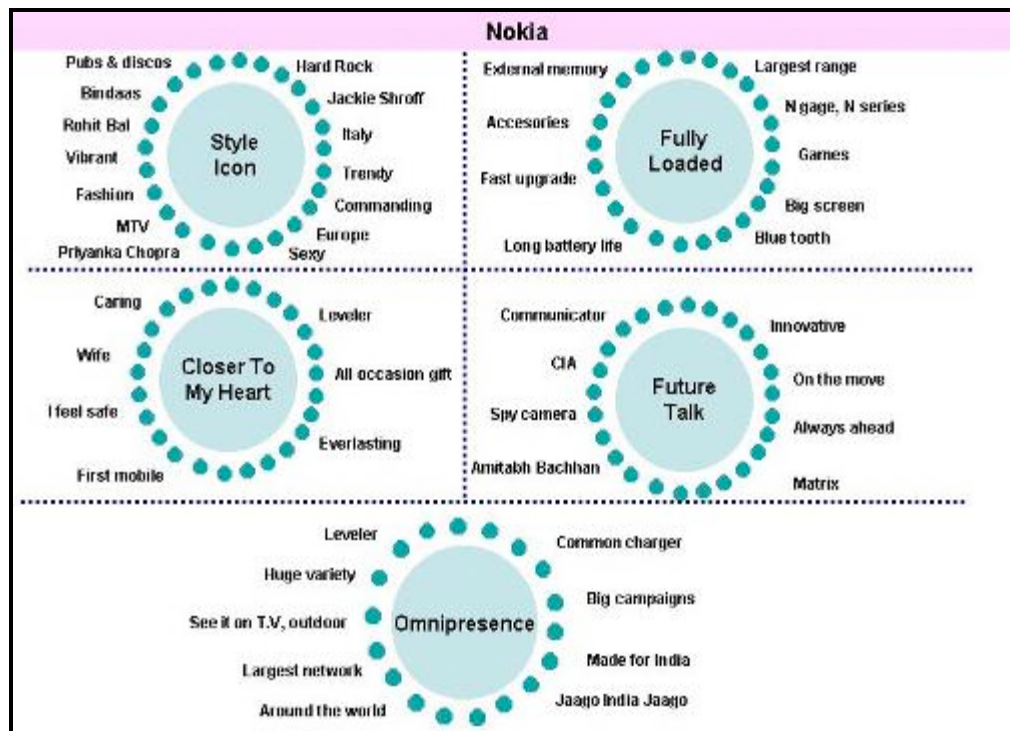 Nokia
Pubs & discos
Bindaas
Rohit Bal
Vibrant
Fashion
MTV
Priyanka Chopra
Style
Icon
Hard Rock
Jackie Shroff
Italy
Trendy
Commanding
Europe
Sexy
External memory
Accesories
Fast upgrade
Long battery life
Fully
Loaded
Largest range
N gage, N series
Games
Big screen
Blue tooth
Caring
Wife
I feel safe
First mobile
Closer To
My Heart
Leveler
All occasion gift
Everlasting
Communicator
CIA
Spy camera
Amitabh Bachhan
Future
Talk
Innovative
On the move
Always ahead
Matrix
Leveler
Huge variety
See it on T.V, outdoor
Largest network
Around the world
Omnipresence
Common charger
Big campaigns
Made for India
Jaago India Jaago